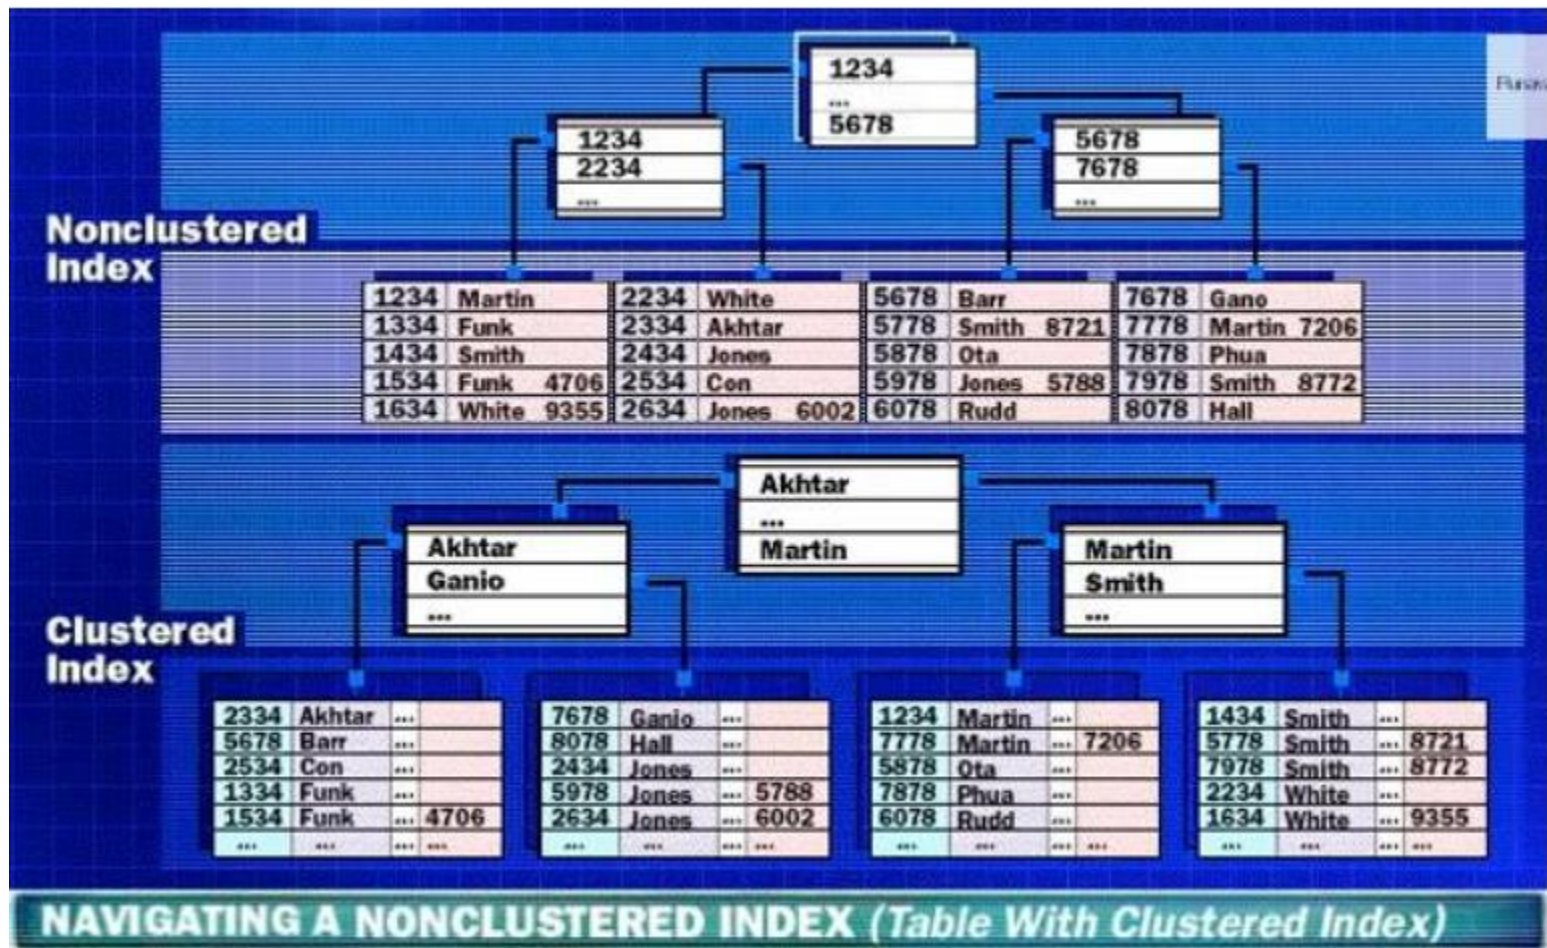 1234
...
5678
1234
2234
...
5678
7678
...
Nonclustered
Index
1234 Martin
1334 Funk
1434 Smith
1534 Funk 4706
1634 White 9355
2234 White
2334 Akhtar
2434 Jones
2534 Con
2634 Jones 6002
5678 Barr
5778 Smith 8721
5878 Ota
5978 Jones 5788
6078 Rudd
7678 Gano
7778 Martin 7206
7878 Phua
7978 Smith 8772
8078 Hall
Akhtar
...
Martin
Akhtar
Ganio
...
Martin
Smith
...
Clustered
Index
2334 Akhtar ...
5678 Barr ...
2534 Con ...
1334 Funk ...
1534 Funk ... 4706
... ... ... ...
7678 Ganio ...
8078 Hall ...
2434 Jones ...
5978 Jones ... 5788
2634 Jones ... 6002
... ... ... ...
1234 Martin ...
7778 Martin ... 7206
5878 Ota ...
7878 Phua ...
6078 Rudd ...
... ... ... ...
1434 Smith ...
5778 Smith ... 8721
7978 Smith ... 8772
2234 White ...
1634 White ... 9355
... ... ... ...
NAVIGATING A NONCLUSTERED INDEX (Table With Clustered Index)